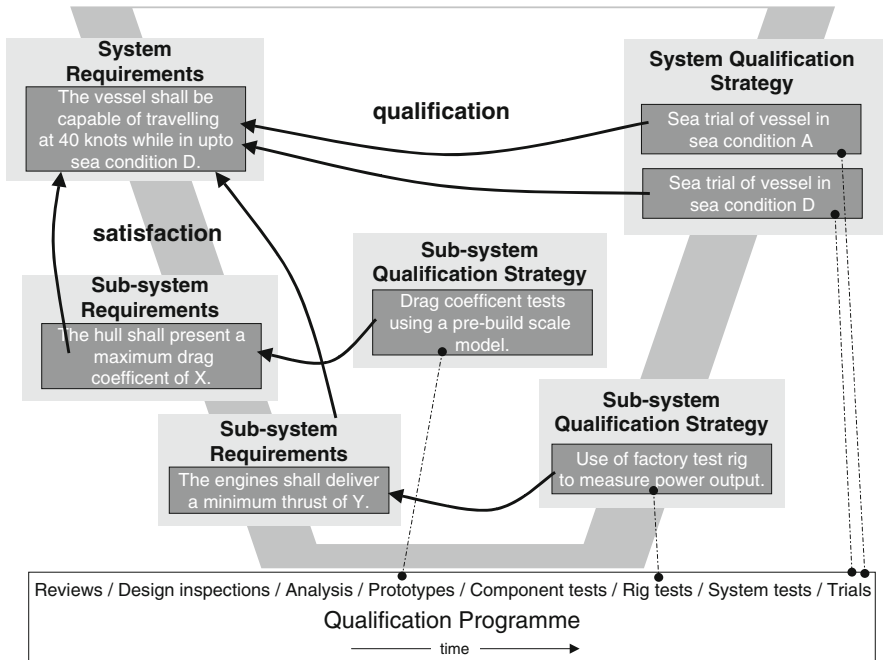 System
Requirements
The vessel shall be
capable of travelling
at 40 knots while in upto
sea condition D.
qualification
System Qualification
Strategy
Sea trial of vessel in
sea condition A
Sea trial of vessel in
sea condition D
satisfaction
Sub-system
Requirements
The hull shall present a
maximum drag
coefficent of X.
Sub-system
Qualification Strategy
Drag coefficent tests
using a pre-build scale
model.
Sub-system
Requirements
The engines shall deliver
a minimum thrust of Y.
Sub-system
Qualification Strategy
Use of factory test rig
to measure power output.
Reviews / Design inspections / Analysis / Prototypes / Component tests / Rig tests / System tests / Trials
Qualification Programme
time